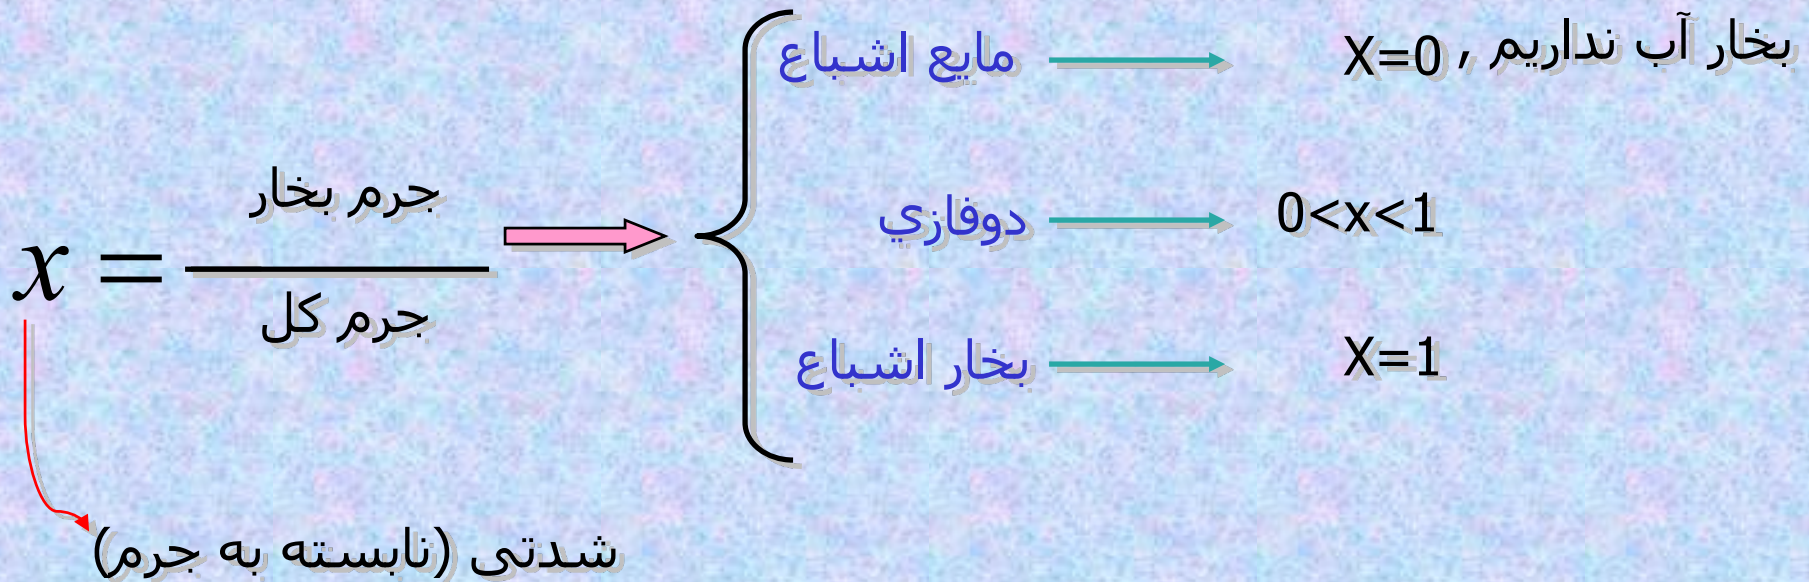 بخار آب نداریم , X=0
مایع اشباع
جرم بخار
x =
جرم کل
دوفازي
0<x<1
بخار اشباع
X=1
شدتی (نابسته به جرم)